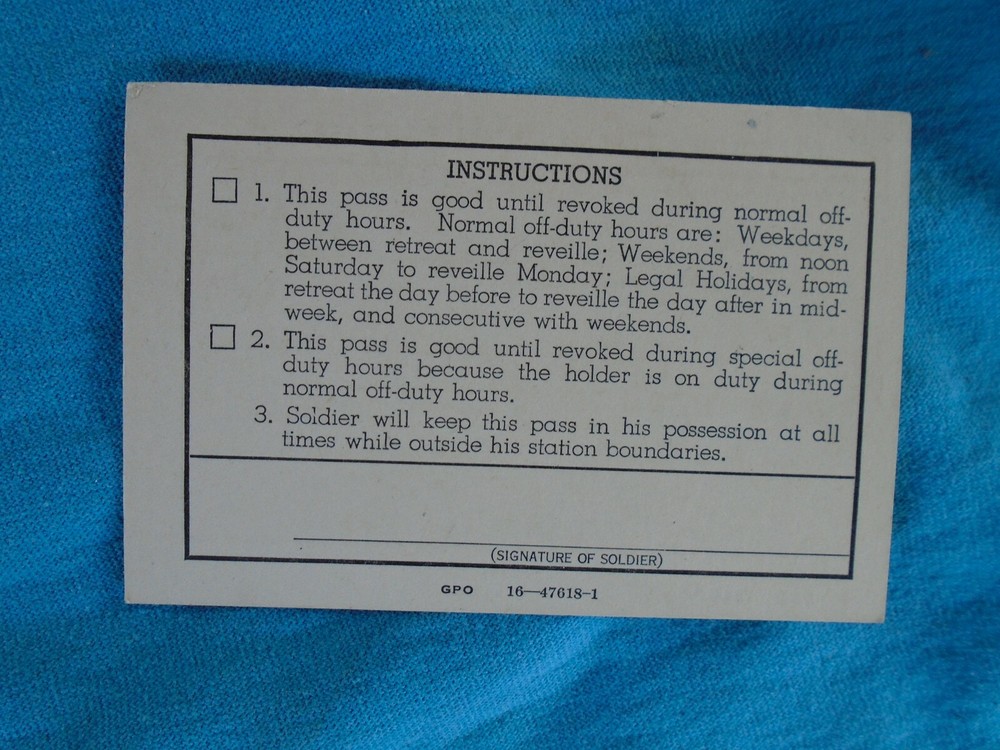 INSTRUCTIONS
☐ 1. This pass is good until revoked during normal off-
duty hours. Normal off-duty hours are: Weekdays,
between retreat and reveille; Weekends, from noon
Saturday to reveille Monday; Legal Holidays, from
retreat the day before to reveille the day after in mid-
week, and consecutive with weekends.
☐ 2. This pass is good until revoked during special off-
duty hours because the holder is on duty during
normal off-duty hours.
3. Soldier will keep this pass in his possession at all
times while outside his station boundaries.
(SIGNATURE OF SOLDIER)
GPO 16—47618-1